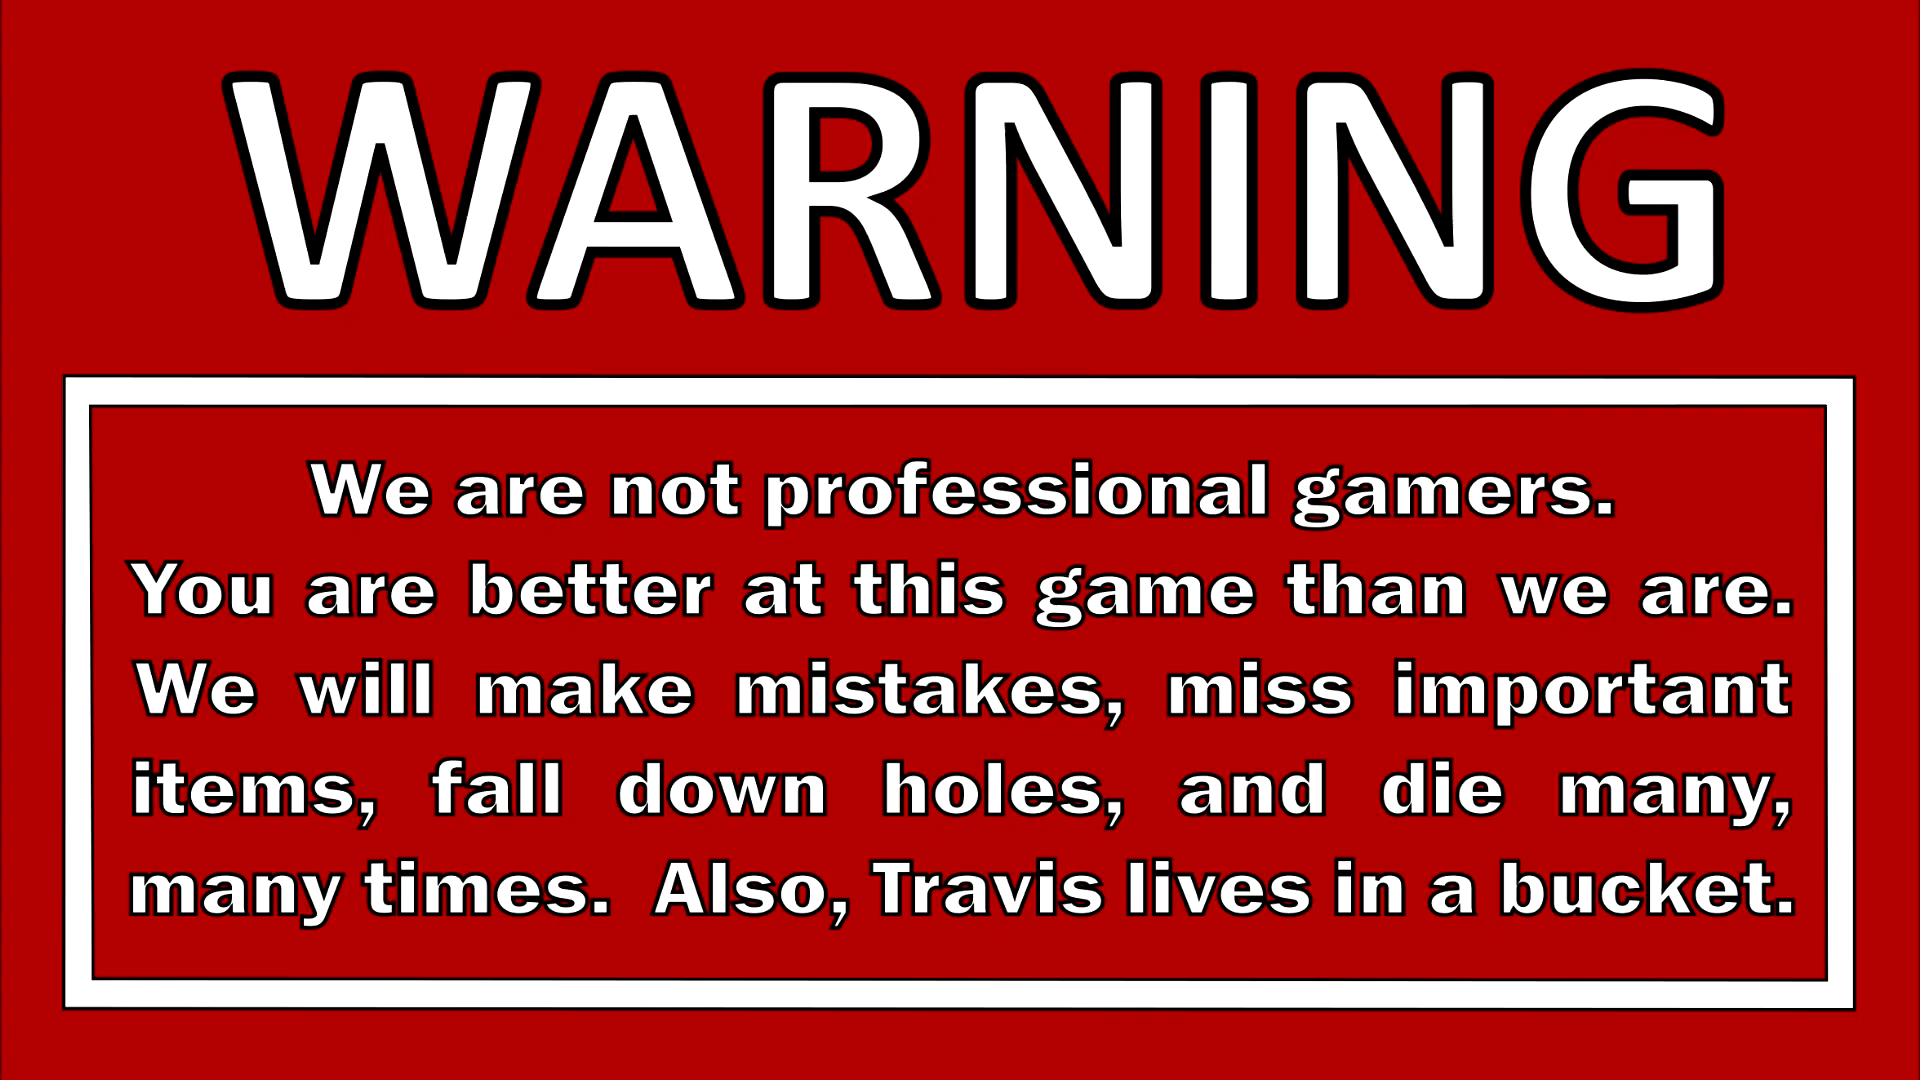 WARNING
We are not professional gamers.
You are better at this game than we are.
We will make mistakes, miss important
items, fall down holes, and die many,
many times.  Also, Travis lives in a bucket.